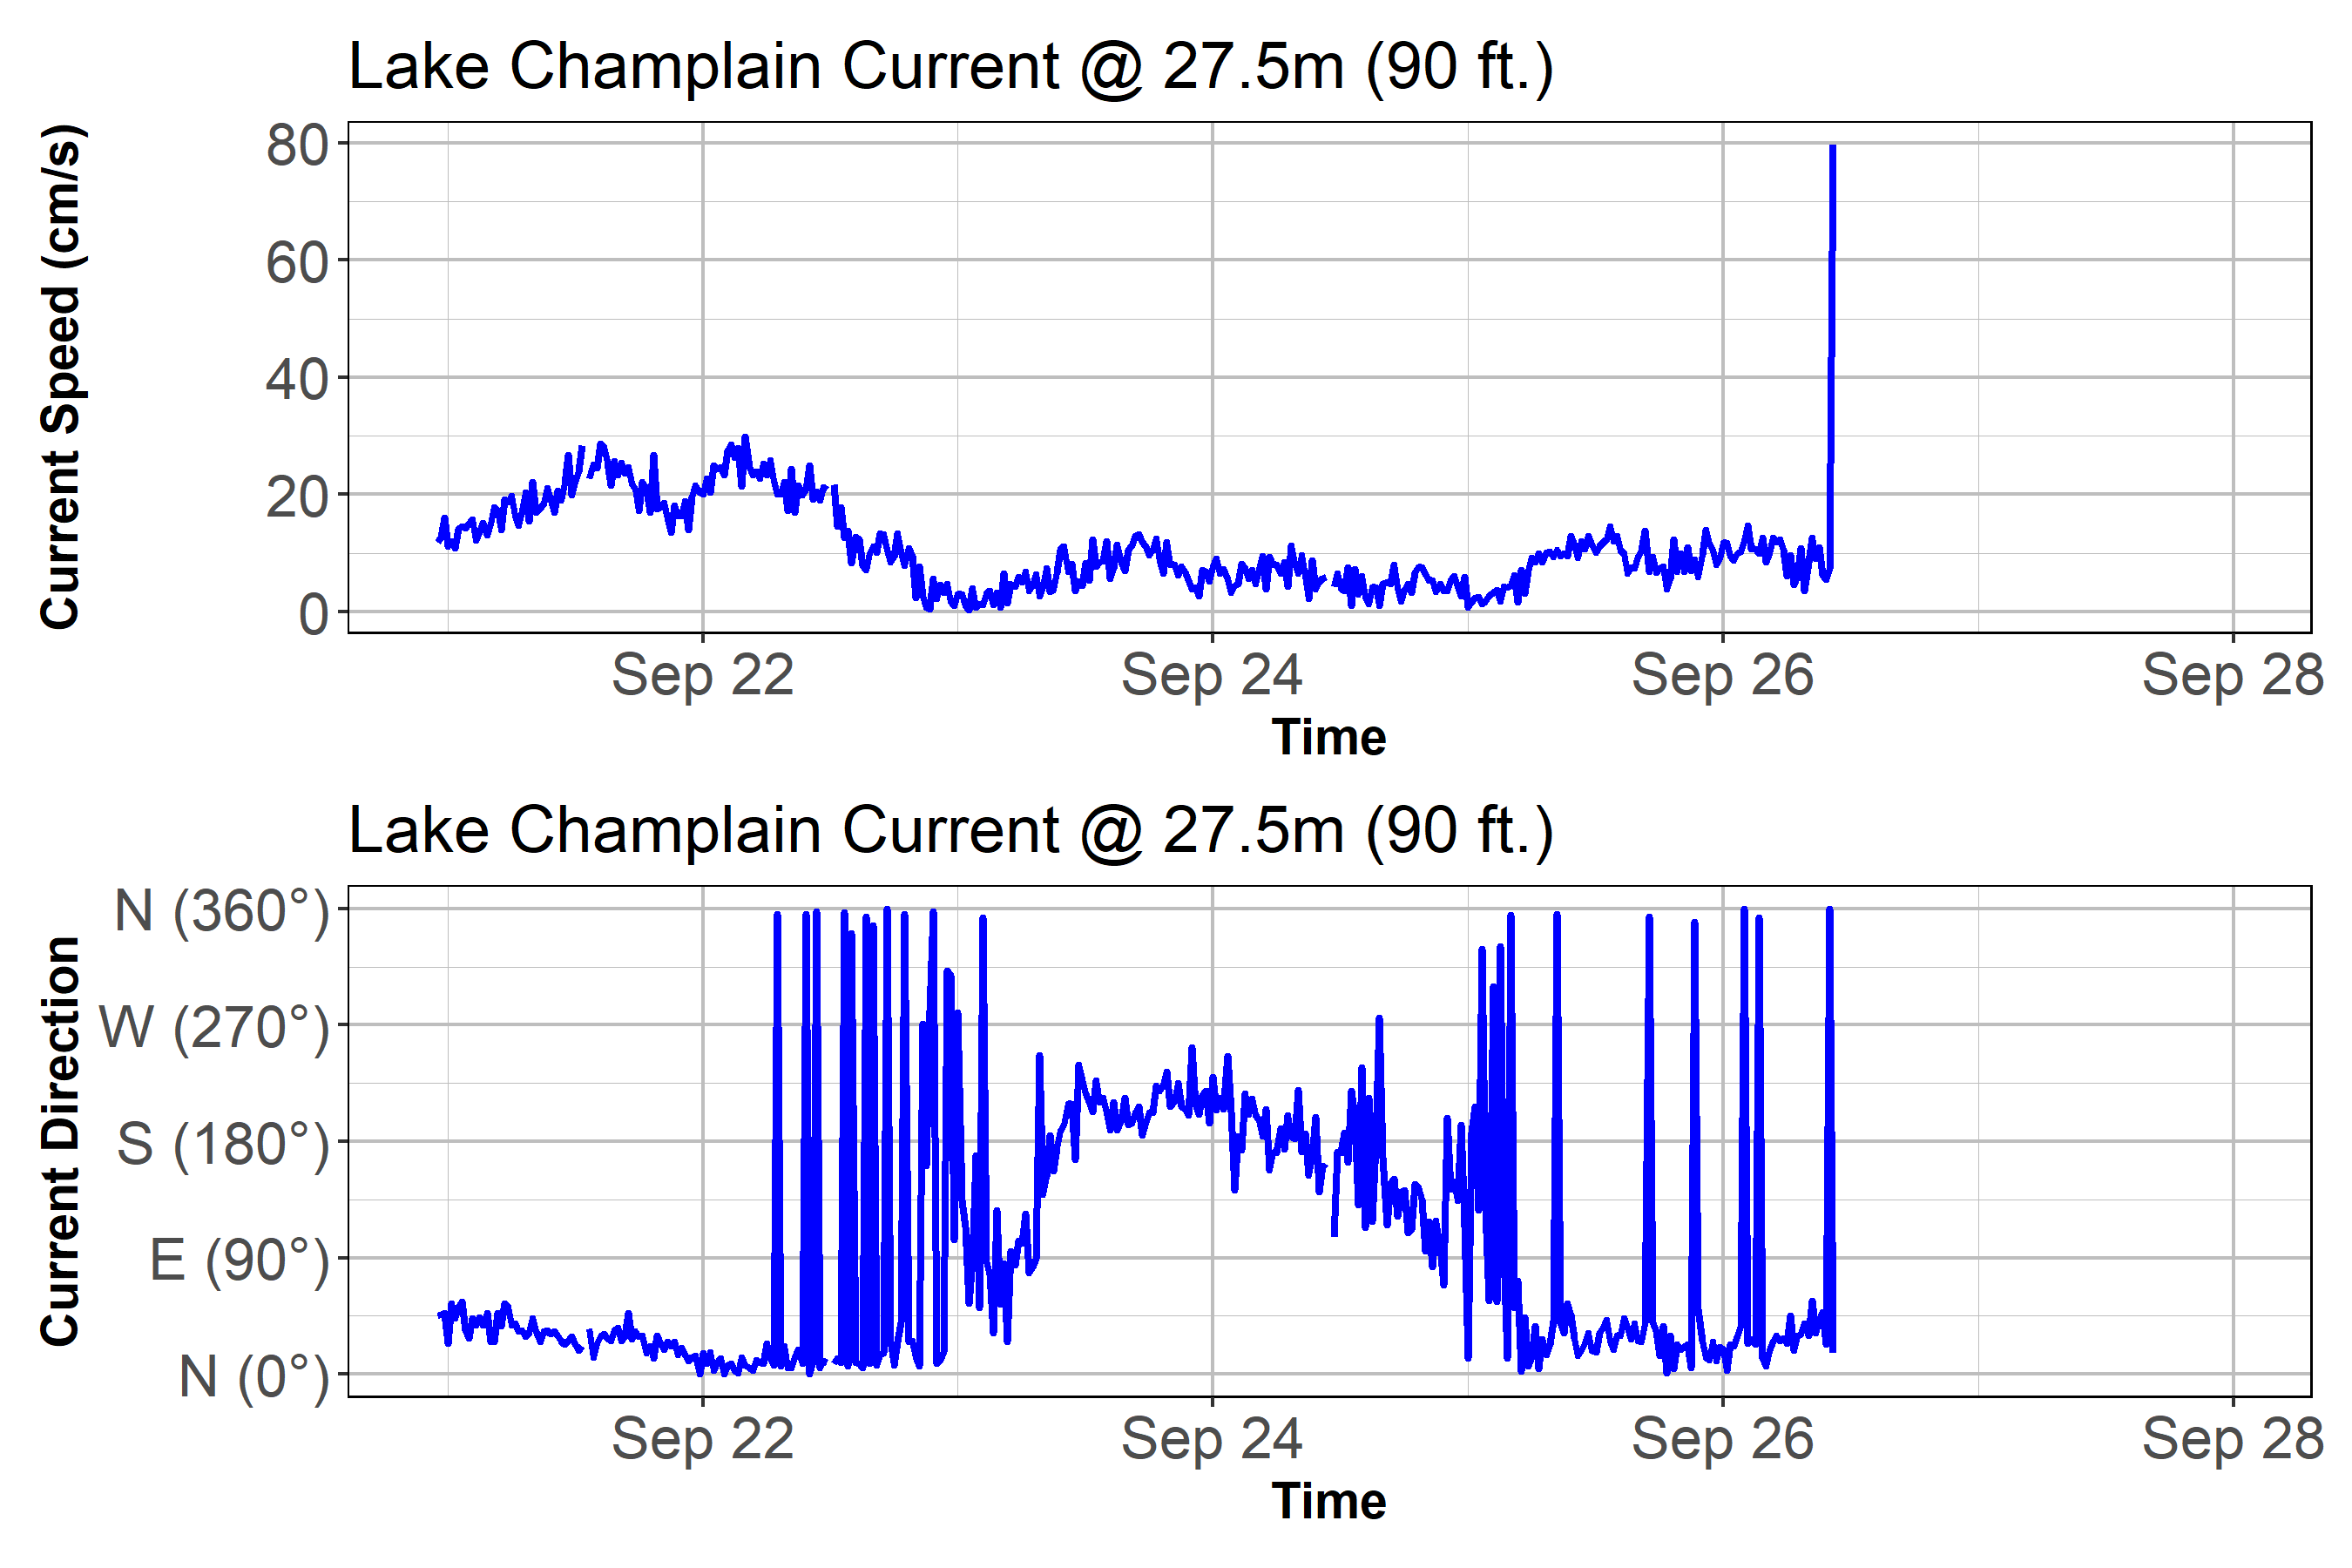 Lake Champlain Current @ 27.5m (90 ft.)
Current Speed (cm/s)
80
60
40
20
0
Sep 22 Sep 24 Sep 26 Sep 28
Time
Lake Champlain Current @ 27.5m (90 ft.)
Current Direction
N (360°)
W (270°)
S (180°)
E (90°)
N (0°)
Sep 22 Sep 24 Sep 26 Sep 28
Time